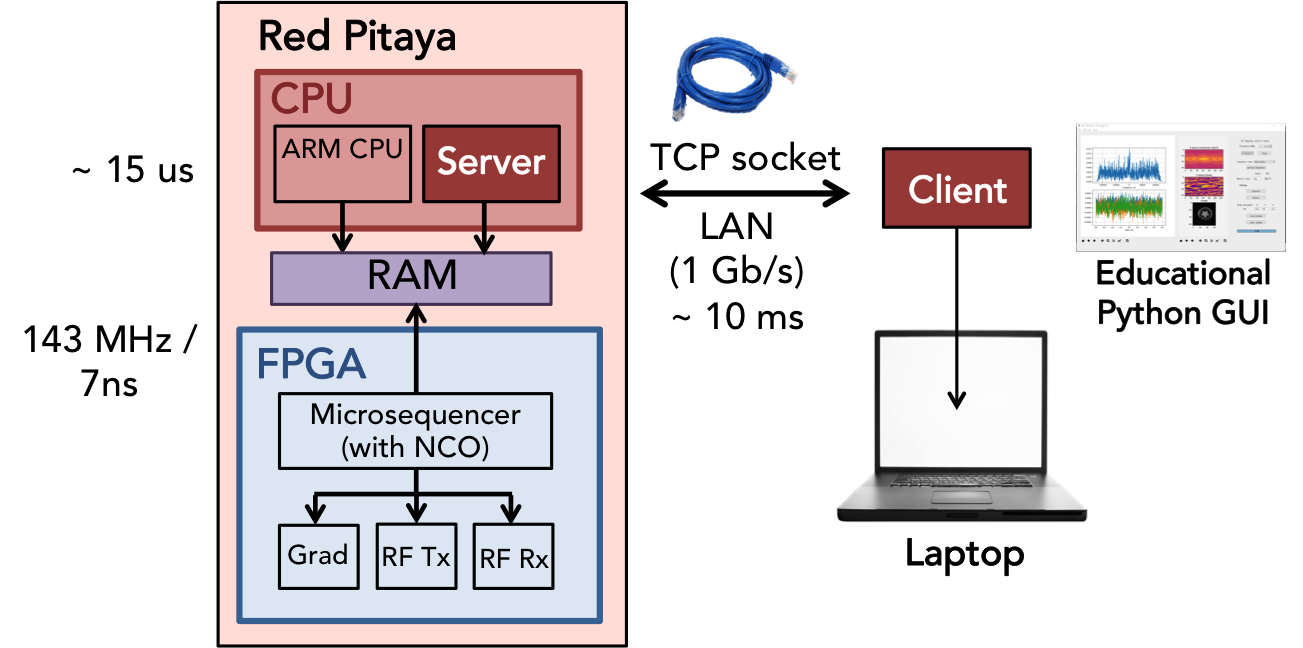 Red Pitaya
CPU
ARM CPU
Server
~ 15 us
RAM
143 MHz /
7ns
FPGA
Microsequencer
(with NCO)
Grad
RF Tx
RF Rx
TCP socket
LAN
(1 Gb/s)
~ 10 ms
Client
Laptop
Educational
Python GUI